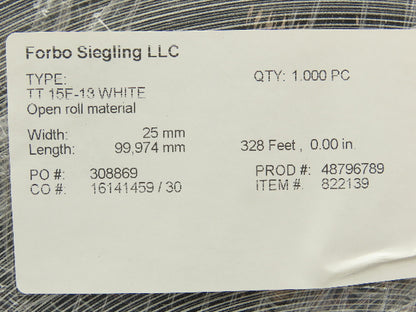 Forbo Siegling LLC
TYPE: QTY: 1.000 PC
TT 15E-13 WHITE
Open roll material
Width: 25 mm
Length: 99,974 mm 328 Feet , 0.00 in
PO #: 308869 PROD #: 48796789
CO #: 16141459 / 30 ITEM #: 822139